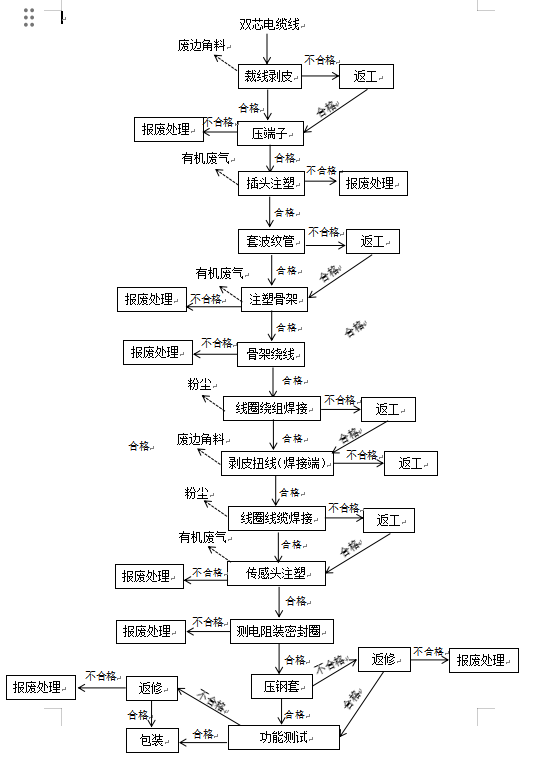 双芯电缆线
废边角料
不合格
裁线剥皮
返工
合格
合格
报废处理
不合格
压端子
有机废气
合格
不合格
插头注塑
报废处理
合格
不合格
套波纹管
返工
有机废气
合格
合格
报废处理
不合格
注塑骨架
合格
合格
报废处理
不合格
骨架绕线
粉尘
合格
不合格
线圈绕组焊接
返工
合格
废边角料
合格
合格
不合格
剥皮扭线(焊接端)
返工
粉尘
合格
不合格
线圈线缆焊接
返工
有机废气
合格
合格
报废处理
不合格
传感头注塑
合格
报废处理
不合格
测电阻装密封圈
合格
不合格
返修
不合格
报废处理
报废处理
不合格
返修
不合格
压钢套
合格
合格
合格
包装
合格
功能测试